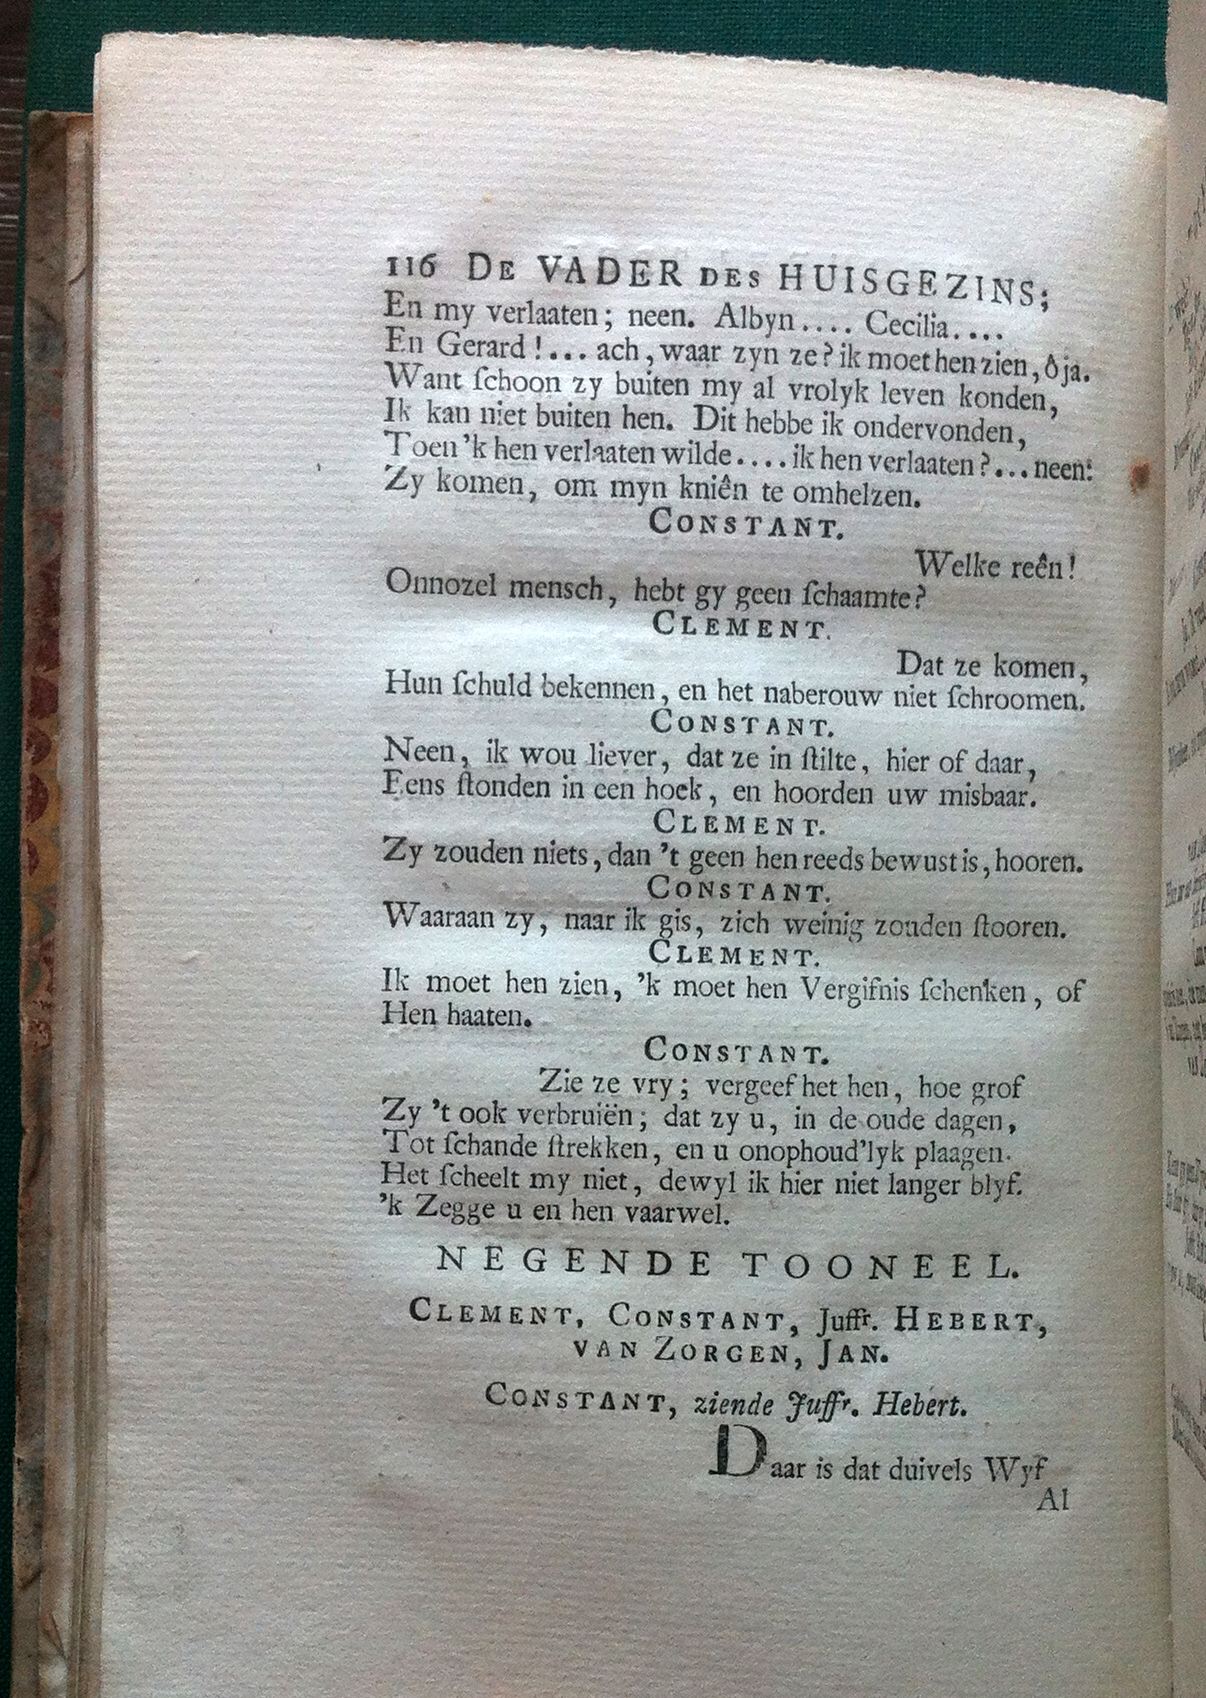 116 DE VADER DES HUISGEZINS;
En my verlaaten; neen. Albyn.... Cecilia....
En Gerard!... ach, waar zyn ze? ik moet hen zien, ô ja.
Want ſchoon zy buiten my al vrolyk leven konden,
Ik kan niet buiten hen. Dit hebbe ik ondervonden,
Toen 'k hen verlaaten wilde.... ik hen verlaaten?... neen:
Zy komen, om myn kniên te omhelzen.
CONSTANT.
Welke reên!
Onnozel mensch, hebt gy geen ſchaamte?
CLEMENT.
Dat ze komen,
Hun ſchuld bekennen, en het naberouw niet ſchroomen.
CONSTANT.
Neen, ik wou liever, dat ze in ſtilte, hier of daar,
Eens ſtonden in een hoek, en hoorden uw misbaar.
CLEMENT.
Zy zouden niets, dan 't geen hen reeds bewust is, hooren.
CONSTANT.
Waaraan zy, naar ik gis, zich weinig zouden ſtooren.
CLEMENT.
Ik moet hen zien, 'k moet hen Vergifnis ſchenken, of
Hen haaten.
CONSTANT.
Zie ze vry; vergeef het hen, hoe grof
Zy 't ook verbruiën; dat zy u, in de oude dagen,
Tot ſchande ſtrekken, en u onophoud'lyk plaagen.
Het ſcheelt my niet, dewyl ik hier niet langer blyf.
'k Zegge u en hen vaarwel.
NEGENDE TOONEEL.
CLEMENT, CONSTANT, Juffr. HEBERT,
VAN ZORGEN, JAN.
CONSTANT, ziende Juffr. Hebert.
Daar is dat duivels Wyf
Al